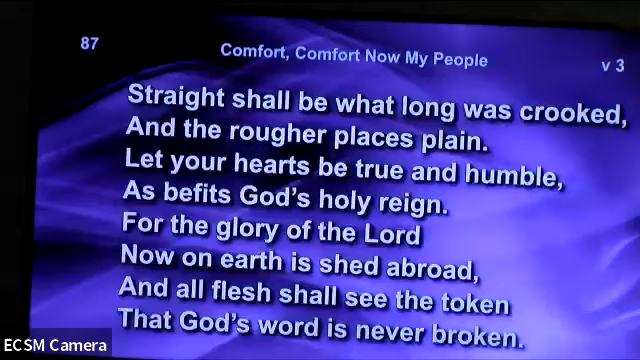 87
Comfort, Comfort Now My People
v 3
Straight shall be what long was crooked,
And the rougher places plain.
Let your hearts be true and humble,
As befits God's holy reign.
For the glory of the Lord
Now on earth is shed abroad,
And all flesh shall see the token
That God's word is never broken.
ECSM Camera